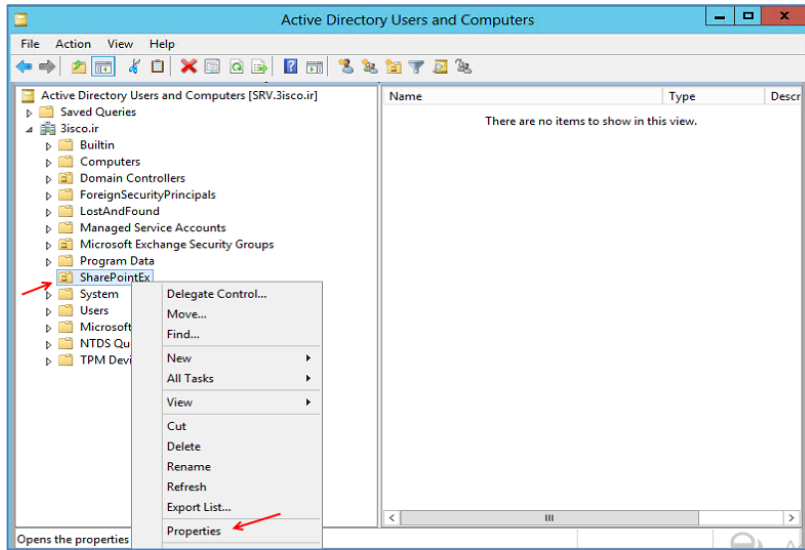 Active Directory Users and Computers
File Action View Help
Active Directory Users and Computers [SRV.3isco.ir]
Saved Queries
3isco.ir
Builtin
Computers
Domain Controllers
ForeignSecurityPrincipals
LostAndFound
Managed Service Accounts
Microsoft Exchange Security Groups
Program Data
SharePointEx
System
Users
Microsoft
NTDS Qu
TPM Devi
Name Type Descr
There are no items to show in this view.
Delegate Control...
Move...
Find...
New
All Tasks
View
Cut
Delete
Rename
Refresh
Export List...
Properties
Opens the properties